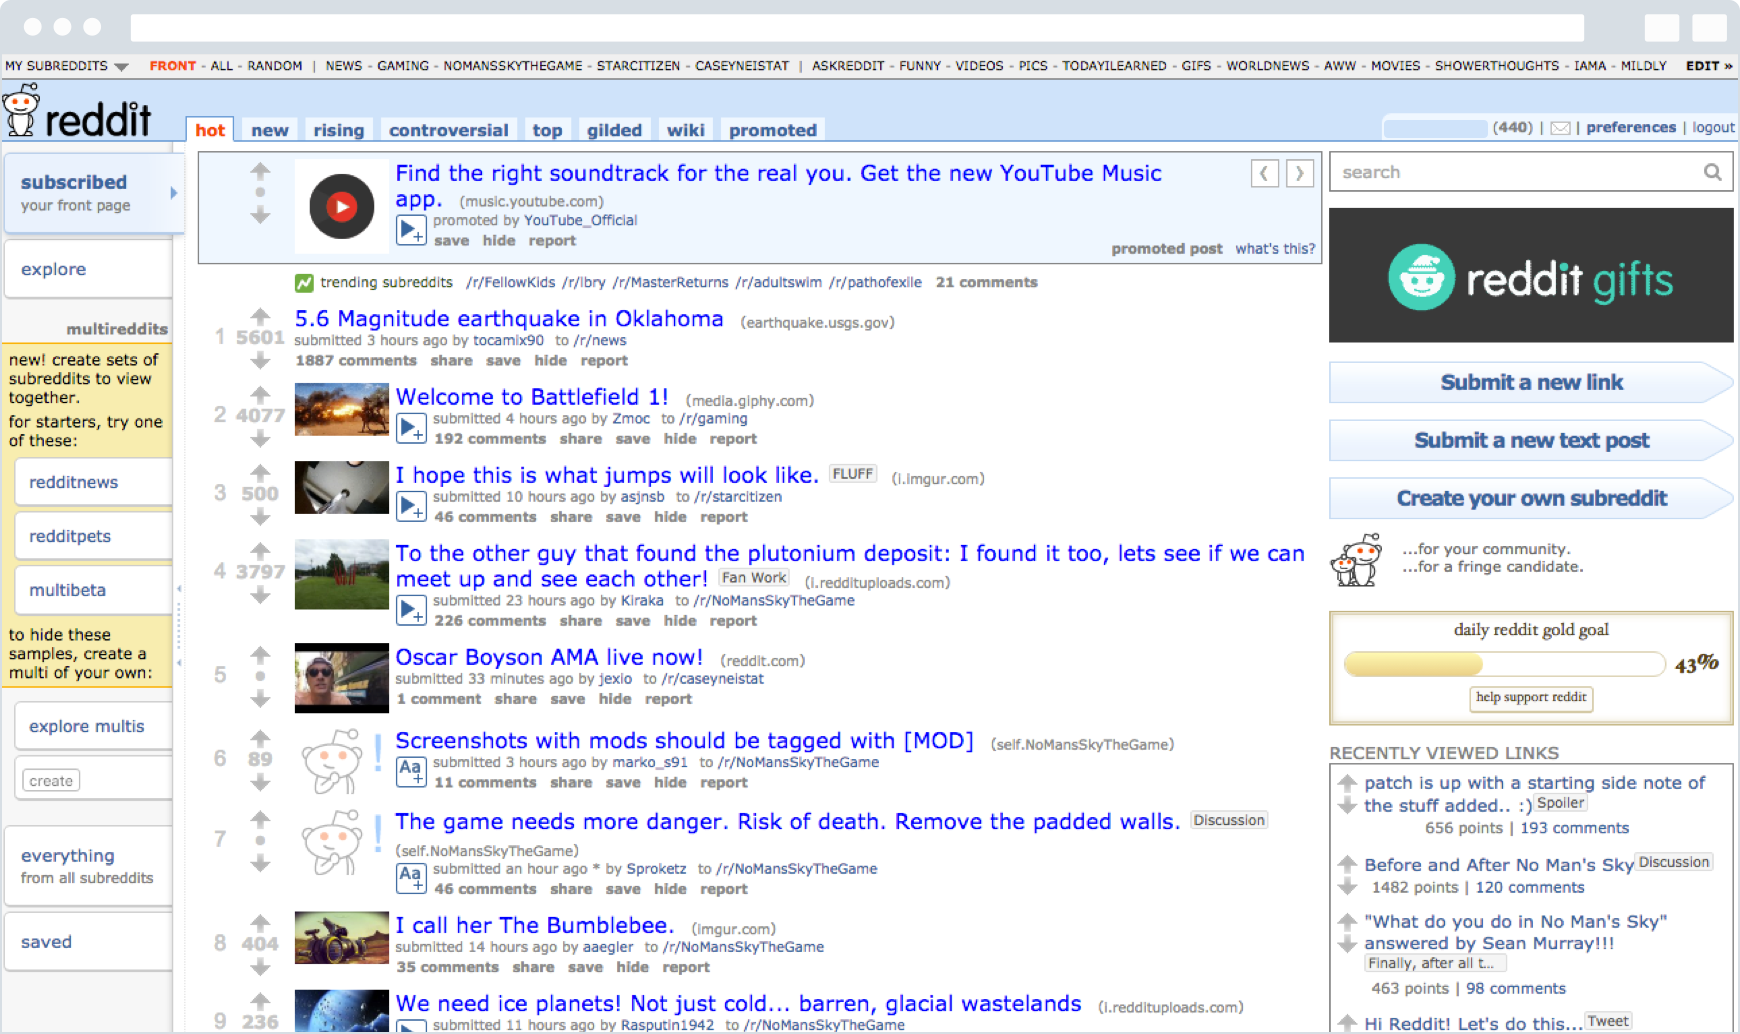 MY SUBREDDITS FRONT - ALL - RANDOM | NEWS - GAMING - NOMANSSKYTHEGAME - STARCITIZEN - CASEYNEISTAT | ASKREDDIT - FUNNY - VIDEOS - PICS - TODAYILEARNED - GIFS - WORLDNEWS - AWW - MOVIES - SHOWERTHOUGHTS - IAMA - MILDLY EDIT »
reddit hot new rising controversial top gilded wiki promoted
(440) | | preferences | logout
subscribed
your front page
explore
multireddits
new! create sets of
subreddits to view
together.
for starters, try one
of these:
redditnews
redditpets
multibeta
to hide these
samples, create a
multi of your own:
explore multis
create
everything
from all subreddits
saved
Find the right soundtrack for the real you. Get the new YouTube Music
app. (music.youtube.com)
promoted by YouTube_Official
save hide report
promoted post what's this?
trending subreddits /r/FellowKids /r/lbry /r/MasterReturns /r/adultswim /r/pathofexile 21 comments
1 5601
5.6 Magnitude earthquake in Oklahoma (earthquake.usgs.gov)
submitted 3 hours ago by tocamix90 to /r/news
1887 comments share save hide report
2 4077
Welcome to Battlefield 1! (media.giphy.com)
submitted 4 hours ago by Zmoc to /r/gaming
192 comments share save hide report
3 500
I hope this is what jumps will look like. FLUFF (i.imgur.com)
submitted 10 hours ago by asjnsb to /r/starcitizen
46 comments share save hide report
4 3797
To the other guy that found the plutonium deposit: I found it too, lets see if we can
meet up and see each other! Fan Work (i.reddituploads.com)
submitted 23 hours ago by Kiraka to /r/NoMansSkyTheGame
226 comments share save hide report
5
Oscar Boyson AMA live now! (reddit.com)
submitted 33 minutes ago by jexio to /r/caseyneistat
1 comment share save hide report
6 89
Screenshots with mods should be tagged with [MOD] (self.NoMansSkyTheGame)
Aa+ submitted 3 hours ago by marko_s91 to /r/NoMansSkyTheGame
11 comments share save hide report
7
The game needs more danger. Risk of death. Remove the padded walls. Discussion
(self.NoMansSkyTheGame)
Aa+ submitted an hour ago * by Sproketz to /r/NoMansSkyTheGame
46 comments share save hide report
8 404
I call her The Bumblebee. (imgur.com)
submitted 14 hours ago by aaegler to /r/NoMansSkyTheGame
35 comments share save hide report
9 236
We need ice planets! Not just cold... barren, glacial wastelands (i.reddituploads.com)
submitted 11 hours ago by Rasputin1942 to /r/NoMansSkyTheGame
search
reddit gifts
Submit a new link
Submit a new text post
Create your own subreddit
...for your community.
...for a fringe candidate.
daily reddit gold goal
43%
help support reddit
RECENTLY VIEWED LINKS
patch is up with a starting side note of
the stuff added.. :) Spoiler
656 points | 193 comments
Before and After No Man's Sky Discussion
1482 points | 120 comments
"What do you do in No Man's Sky"
answered by Sean Murray!!!
Finally, after all t...
463 points | 98 comments
Hi Reddit! Let's do this... Tweet